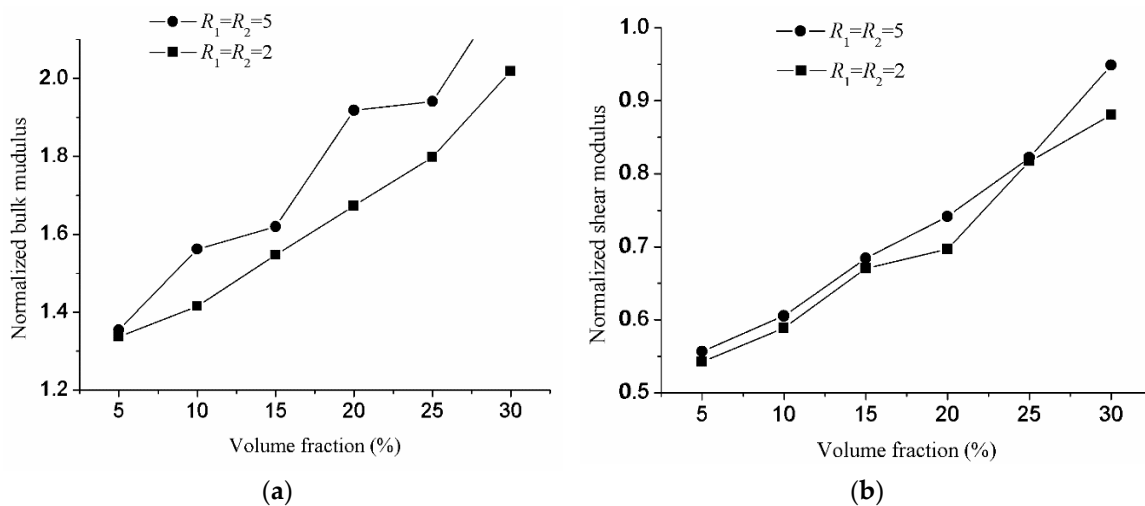 R1=R2=5
R1=R2=2
Normalized bulk mudulus
2.0
1.8
1.6
1.4
1.2
5 10 15 20 25 30
Volume fraction (%)
(a)
R1=R2=5
R1=R2=2
Normalized shear modulus
1.0
0.9
0.8
0.7
0.6
0.5
5 10 15 20 25 30
Volume fraction (%)
(b)